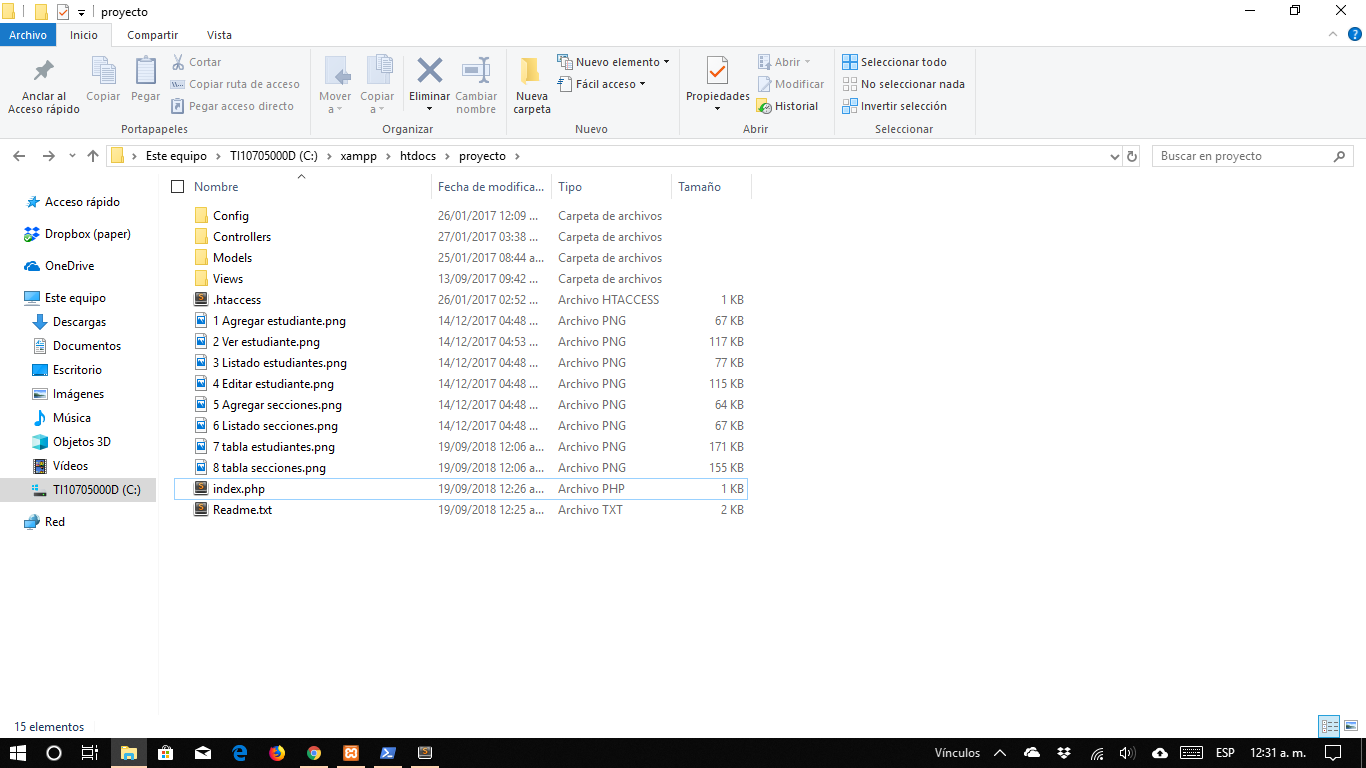 proyecto
Archivo Inicio Compartir Vista
Anclar al Acceso rápido
Copiar
Pegar
Cortar
Copiar ruta de acceso
Pegar acceso directo
Portapapeles
Mover a
Copiar a
Eliminar
Cambiar nombre
Organizar
Nueva carpeta
Nuevo elemento
Fácil acceso
Nuevo
Propiedades
Abrir
Modificar
Historial
Abrir
Seleccionar todo
No seleccionar nada
Invertir selección
Seleccionar
Este equipo > TI10705000D (C:) > xampp > htdocs > proyecto >
Buscar en proyecto
Acceso rápido
Dropbox (paper)
OneDrive
Este equipo
Descargas
Documentos
Escritorio
Imágenes
Música
Objetos 3D
Vídeos
TI10705000D (C:)
Red
Nombre Fecha de modifica... Tipo Tamaño
Config 26/01/2017 12:09 ... Carpeta de archivos
Controllers 27/01/2017 03:38 ... Carpeta de archivos
Models 25/01/2017 08:44 a... Carpeta de archivos
Views 13/09/2017 09:42 ... Carpeta de archivos
.htaccess 26/01/2017 02:52 ... Archivo HTACCESS 1 KB
1 Agregar estudiante.png 14/12/2017 04:48 ... Archivo PNG 67 KB
2 Ver estudiante.png 14/12/2017 04:53 ... Archivo PNG 117 KB
3 Listado estudiantes.png 14/12/2017 04:48 ... Archivo PNG 77 KB
4 Editar estudiante.png 14/12/2017 04:48 ... Archivo PNG 115 KB
5 Agregar secciones.png 14/12/2017 04:48 ... Archivo PNG 64 KB
6 Listado secciones.png 14/12/2017 04:48 ... Archivo PNG 67 KB
7 tabla estudiantes.png 19/09/2018 12:06 a... Archivo PNG 171 KB
8 tabla secciones.png 19/09/2018 12:06 a... Archivo PNG 155 KB
index.php 19/09/2018 12:26 a... Archivo PHP 1 KB
Readme.txt 19/09/2018 12:25 a... Archivo TXT 2 KB
15 elementos
Vínculos ESP 12:31 a. m.